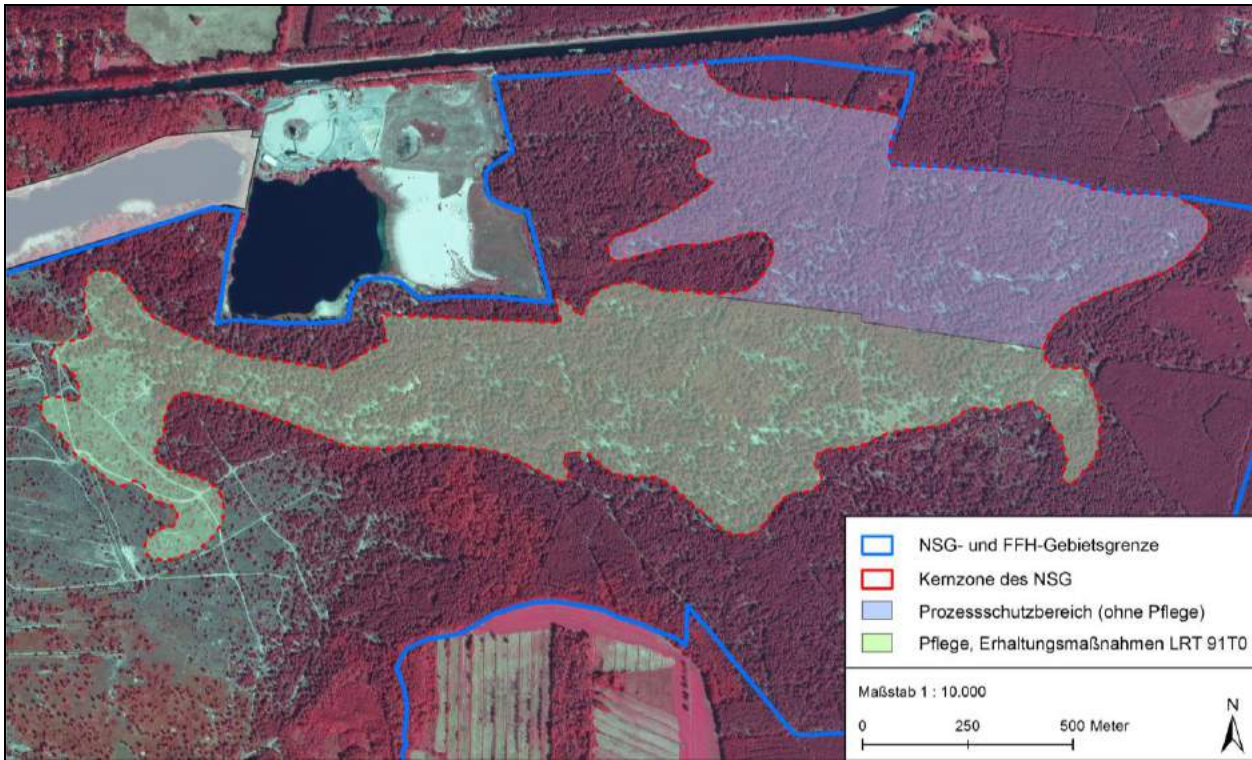 NSG- und FFH-Gebietsgrenze
Kernzone des NSG
Prozessschutzbereich (ohne Pflege)
Pflege, Erhaltungsmaßnahmen LRT 91T0
Maßstab 1 : 10.000
0 250 500 Meter
N